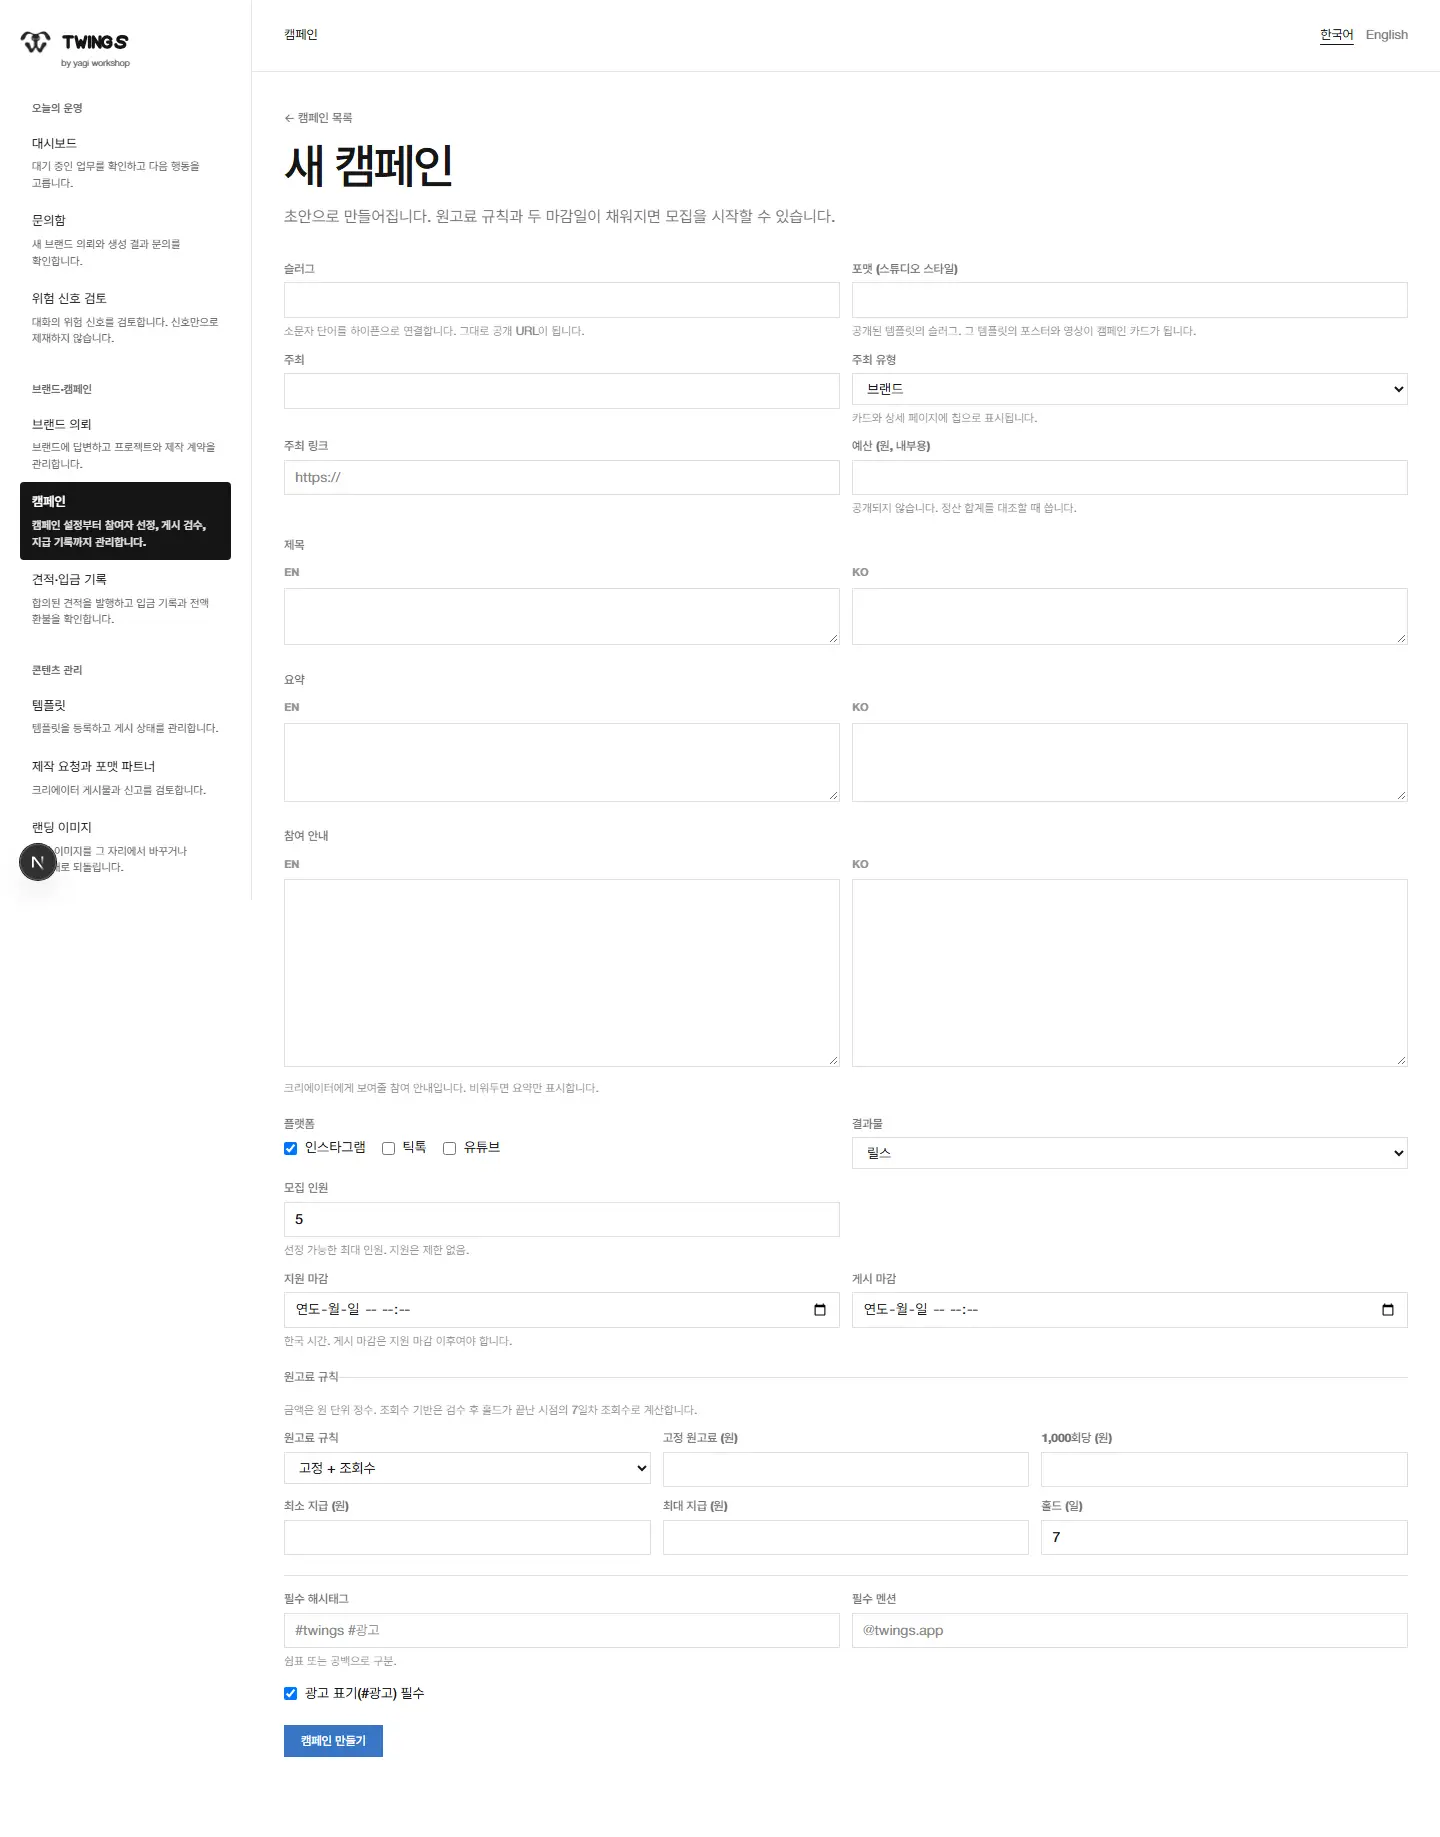 TWINGS
by yagi workshop
오늘의 운영
대시보드
대기 중인 업무를 확인하고 다음 행동을
고릅니다.
문의함
새 브랜드 의뢰와 생성 결과 문의를
확인합니다.
위험 신호 검토
대화의 위험 신호를 검토합니다. 신호만으로
제재하지 않습니다.
브랜드·캠페인
브랜드 의뢰
브랜드에 답변하고 프로젝트와 제작 계약을
관리합니다.
캠페인
캠페인 설정부터 참여자 선정, 게시 검수,
지급 기록까지 관리합니다.
견적·입금 기록
합의된 견적을 발행하고 입금 기록과 전액
환불을 확인합니다.
콘텐츠 관리
템플릿
템플릿을 등록하고 게시 상태를 관리합니다.
제작 요청과 포맷 파트너
크리에이터 게시물과 신고를 검토합니다.
랜딩 이미지
이미지를 그 자리에서 바꾸거나
되돌립니다.
N
캠페인
한국어 English
← 캠페인 목록
새 캠페인
초안으로 만들어집니다. 원고료 규칙과 두 마감일이 채워지면 모집을 시작할 수 있습니다.
슬러그
포맷 (스튜디오 스타일)
소문자 단어를 하이픈으로 연결합니다. 그대로 공개 URL이 됩니다.
공개된 템플릿의 슬러그. 그 템플릿의 포스터와 영상이 캠페인 카드가 됩니다.
주최
주최 유형
브랜드
카드와 상세 페이지에 칩으로 표시됩니다.
주최 링크
예산 (원, 내부용)
https://
공개되지 않습니다. 정산 합계를 대조할 때 씁니다.
제목
EN
KO
요약
EN
KO
참여 안내
EN
KO
크리에이터에게 보여줄 참여 안내입니다. 비워두면 요약만 표시합니다.
플랫폼
결과물
인스타그램 틱톡 유튜브
릴스
모집 인원
5
선정 가능한 최대 인원. 지원은 제한 없음.
지원 마감
게시 마감
연도-월-일 -- --:--
연도-월-일 -- --:--
한국 시간. 게시 마감은 지원 마감 이후여야 합니다.
원고료 규칙
금액은 원 단위 정수. 조회수 기반은 검수 후 홀드가 끝난 시점의 7일차 조회수로 계산합니다.
원고료 규칙
고정 원고료 (원)
1,000회당 (원)
고정 + 조회수
최소 지급 (원)
최대 지급 (원)
홀드 (일)
7
필수 해시태그
필수 멘션
#twings #광고
@twings.app
쉼표 또는 공백으로 구분.
광고 표기(#광고) 필수
캠페인 만들기